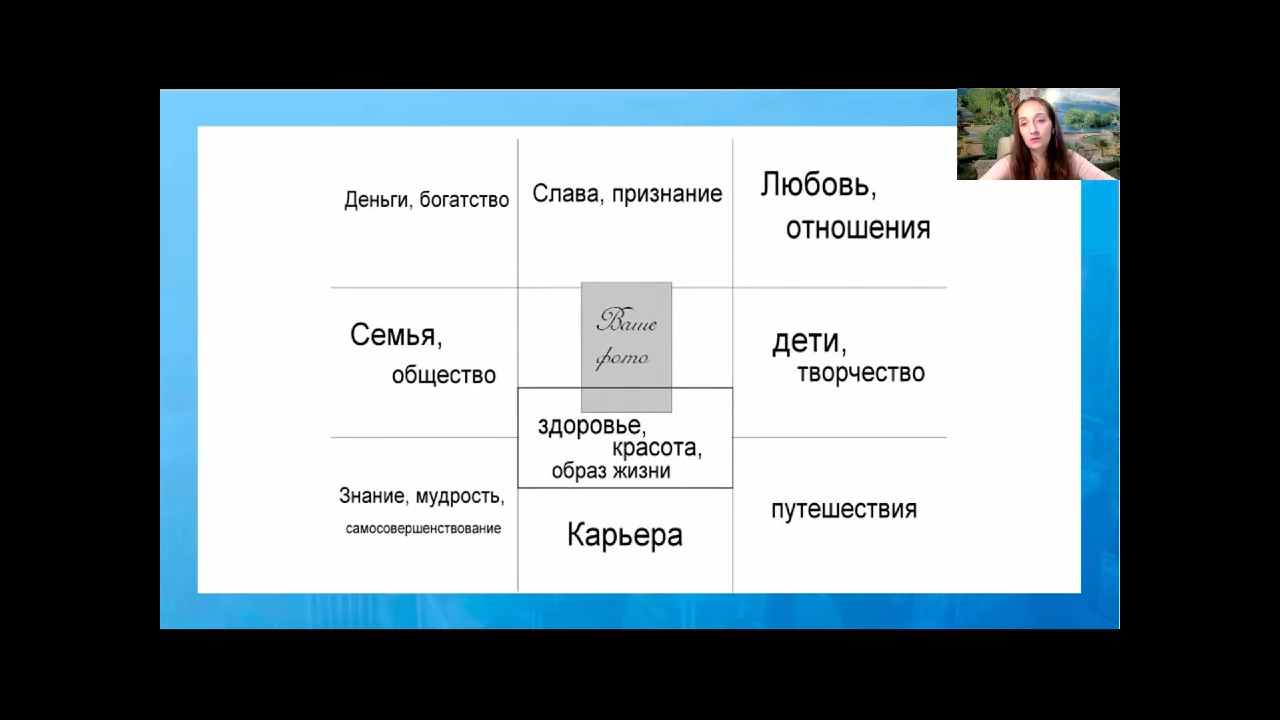 Деньги, богатство
Слава, признание
Любовь,
отношения
Семья,
общество
Ваше
фото
дети,
творчество
здоровье,
красота,
образ жизни
Знание, мудрость,
самосовершенствование
Карьера
путешествия